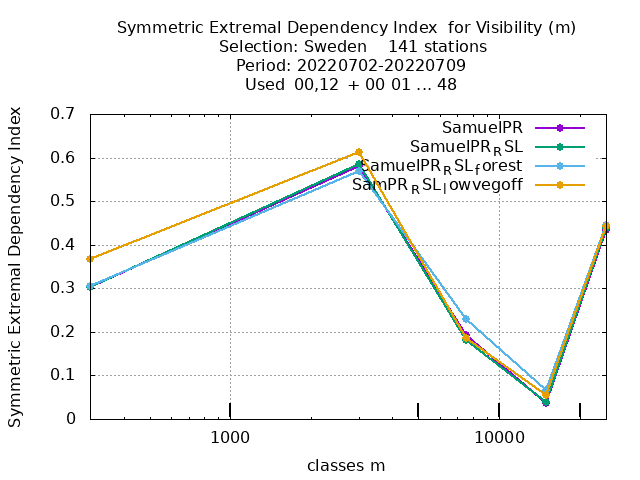 Symmetric Extremal Dependency Index  for Visibility (m)
Selection: Sweden    141 stations
Period: 20220702-20220709
Used  00,12  + 00 01 ... 48
Symmetric Extremal Dependency Index
0.7
0.6
0.5
0.4
0.3
0.2
0.1
0
SamuelPR
SamuelPR_RSL
SamuelPR_RSL_forest
SamPR_RSL_lowvegoff
1000
10000
classes m